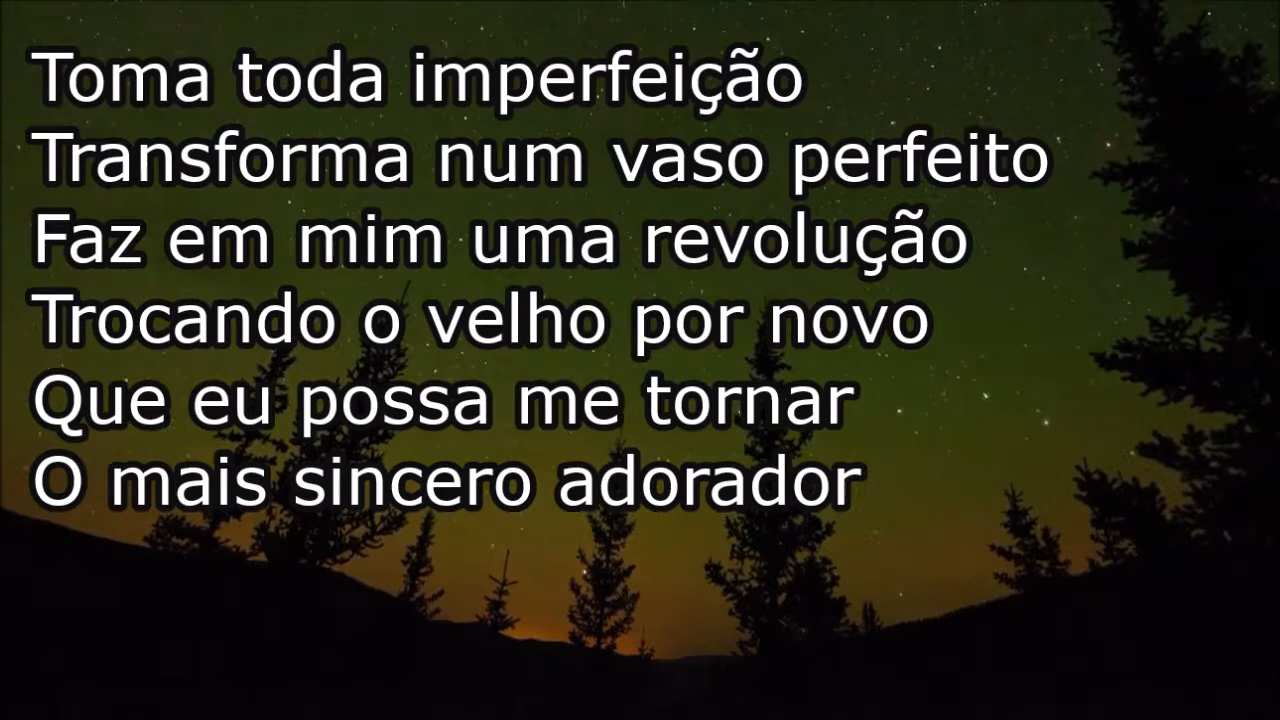 Toma toda imperfeição
Transforma num vaso perfeito
Faz em mim uma revolução
Trocando o velho por novo
Que eu possa me tornar
O mais sincero adorador